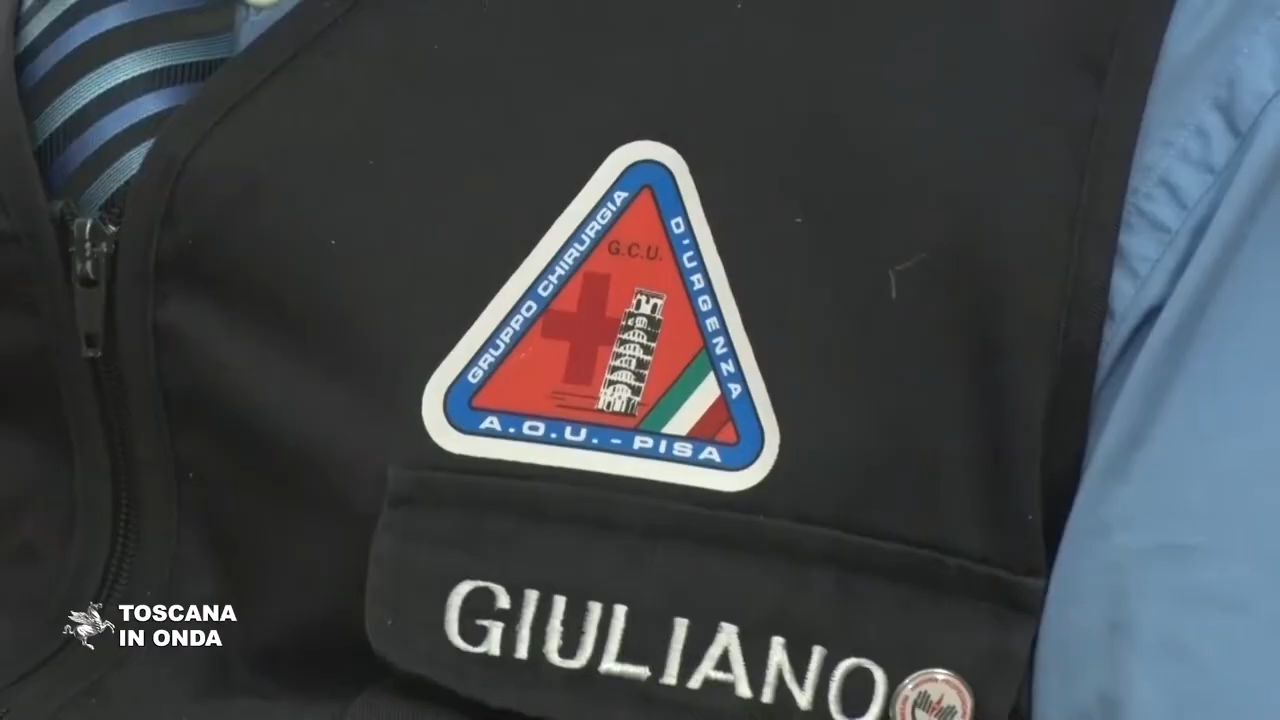 GRUPPO CHIRURGIA
D'URGENZA
G.C.U.
A.O.U. - PISA
GIULIANO
TOSCANA
IN ONDA